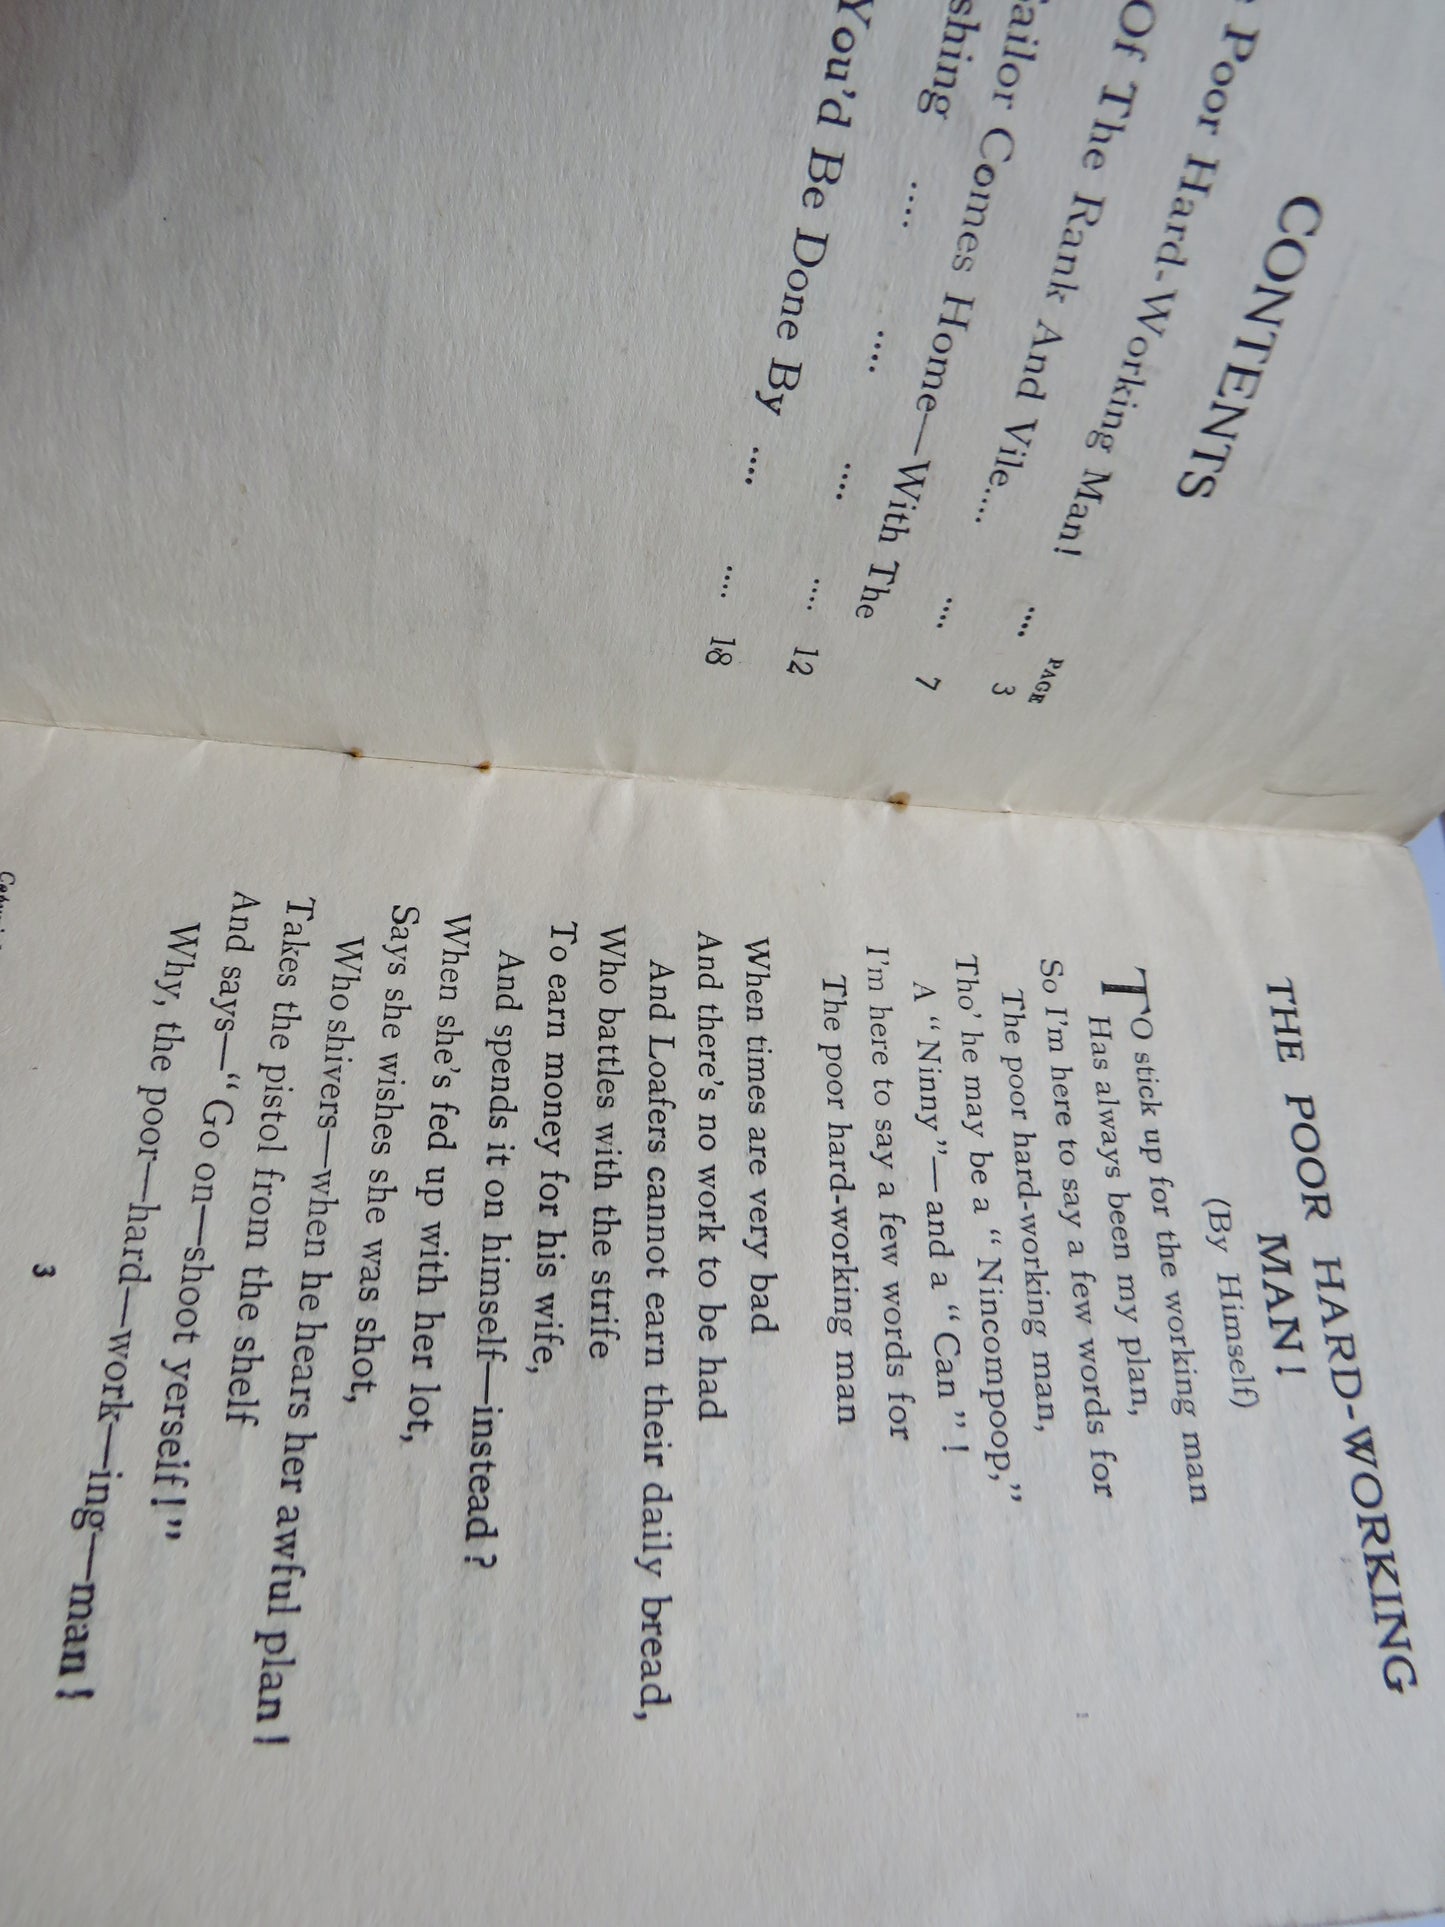 CONTENTS
PAGE
Poor Hard-Working Man! .... 3
Of The Rank And Vile.... .... 7
ailor Comes Home—With The
shing .... .... .... .... 12
You'd Be Done By .... .... 18
THE POOR HARD-WORKING
MAN!
(By Himself)
TO stick up for the working man
Has always been my plan,
So I'm here to say a few words for
The poor hard-working man,
Tho' he may be a "Nincompoop,"
A "Ninny"—and a "Can"!
I'm here to say a few words for
The poor hard-working man
When times are very bad
And there's no work to be had
And Loafers cannot earn their daily bread,
Who battles with the strife
To earn money for his wife,
And spends it on himself—instead?
When she's fed up with her lot,
Says she wishes she was shot,
Who shivers—when he hears her awful plan!
Takes the pistol from the shelf
And says—"Go on—shoot yerself!"
Why, the poor—hard—work—ing—man!
3